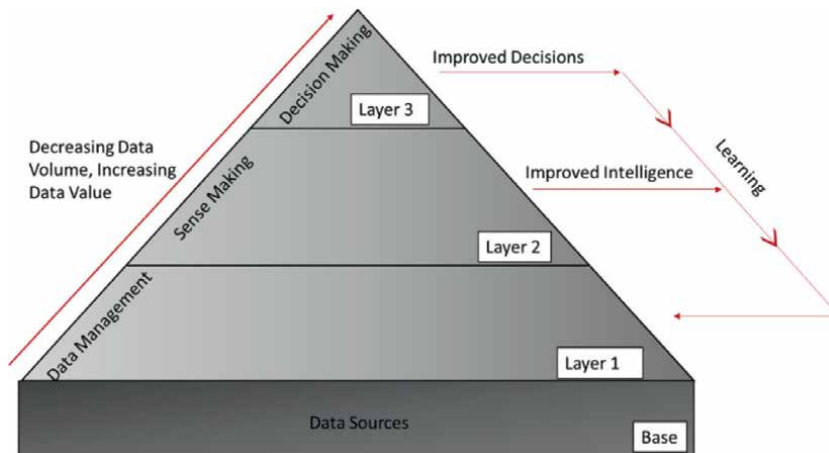 Decision Making
Layer 3
Improved Decisions
Decreasing Data
Volume, Increasing
Data Value
Sense Making
Layer 2
Improved Intelligence
Learning
Data Management
Layer 1
Data Sources
Base